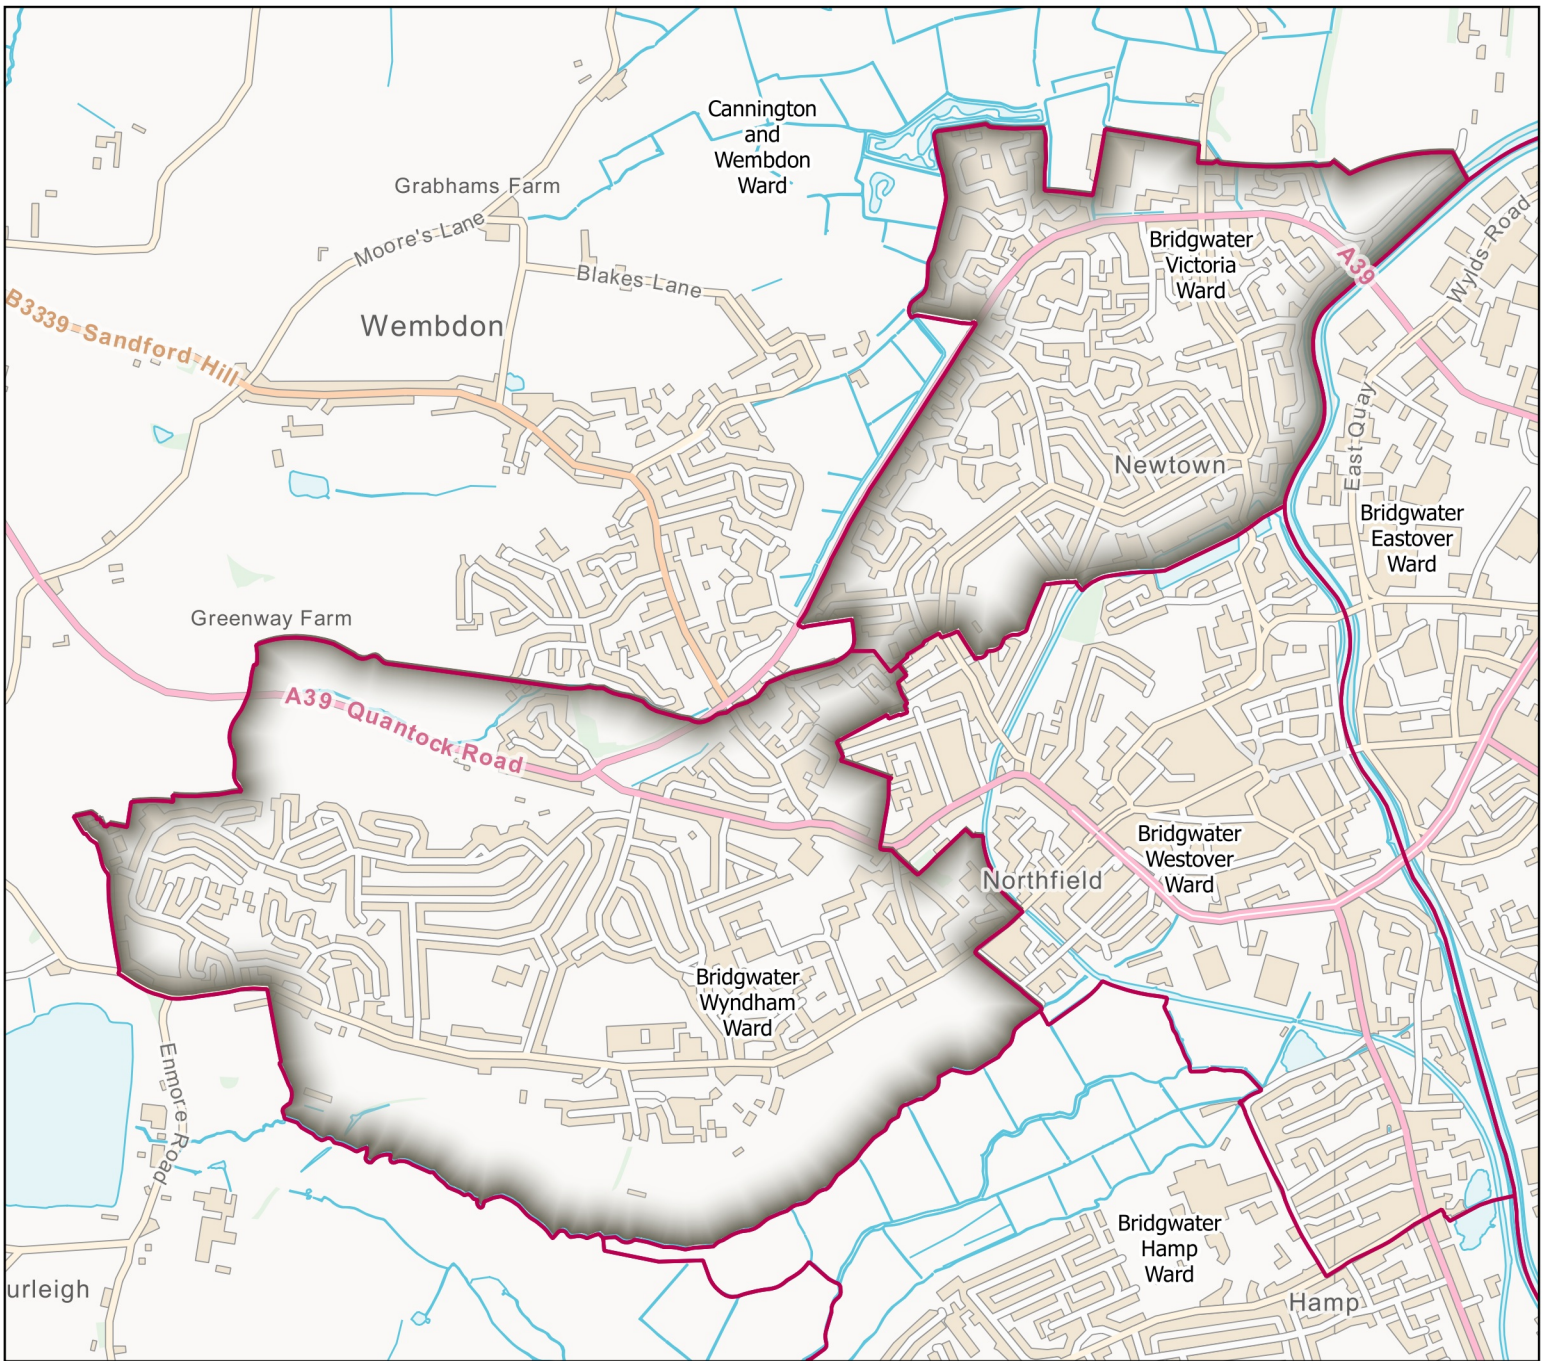 Cannington
and
Wembdon
Ward
Grabhams Farm
Moore's Lane
Blakes Lane
Wembdon
B3339 Sandford Hill
Bridgwater
Victoria
Ward
A39
Wylds Road
East Quay
Newtown
Bridgwater
Eastover
Ward
Greenway Farm
A39 Quantock Road
Bridgwater
Westover
Ward
Northfield
Bridgwater
Wyndham
Ward
Enmore Road
Bridgwater
Hamp
Ward
urleigh
Hamp